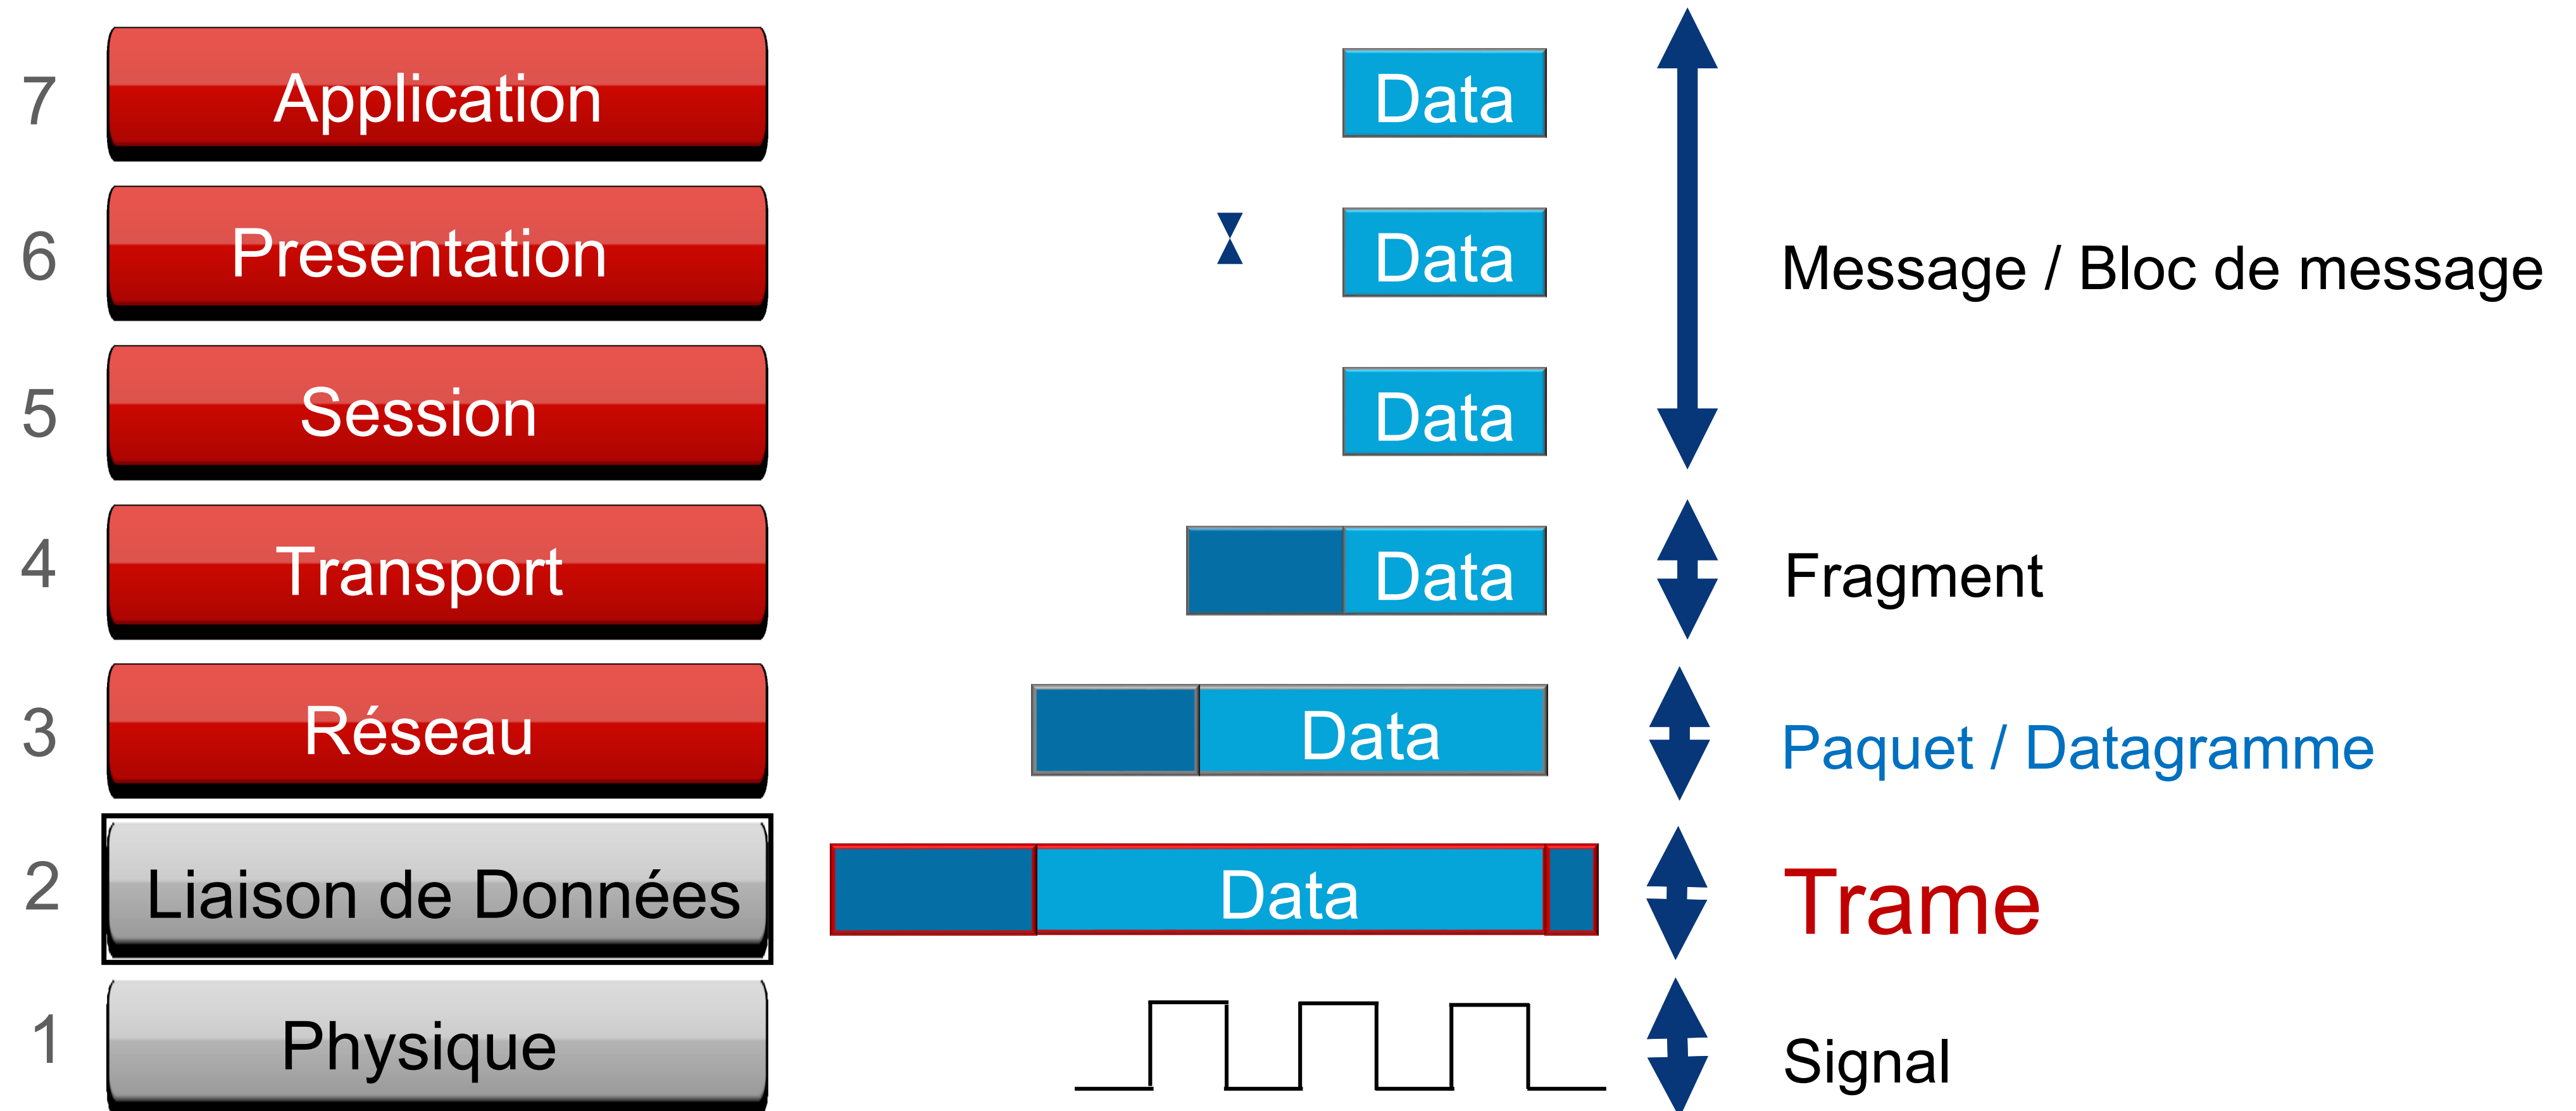 7
Application
Data
6
Presentation
Data
Message / Bloc de message
5
Session
Data
4
Transport
Data
Fragment
3
Réseau
Data
Paquet / Datagramme
2
Liaison de Données
Data
Trame
1
Physique
Signal